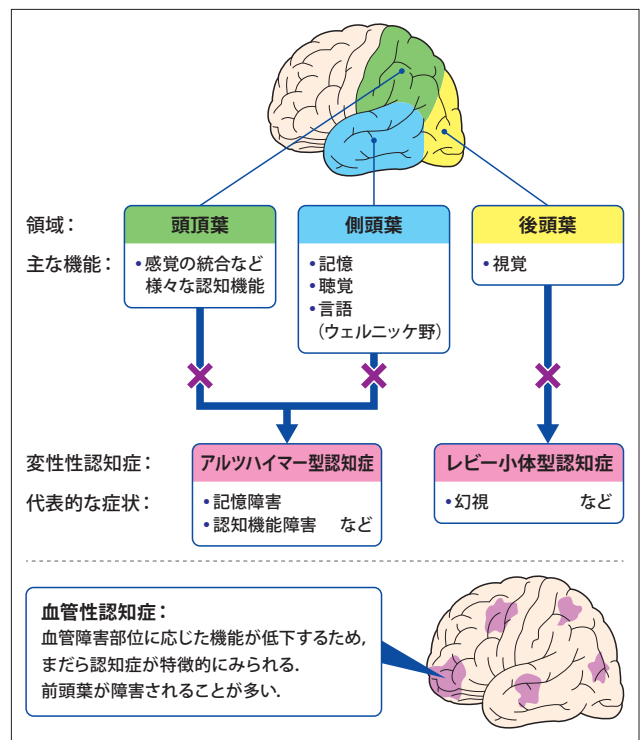 領域： 頭頂葉 側頭葉 後頭葉
主な機能：
•感覚の統合など
様々な認知機能
•記憶
•聴覚
•言語
（ウェルニッケ野）
•視覚
変性性認知症： アルツハイマー型認知症 レビー小体型認知症
代表的な症状：
•記憶障害
•認知機能障害 など
•幻視 など
血管性認知症：
血管障害部位に応じた機能が低下するため，
まだら認知症が特徴的にみられる．
前頭葉が障害されることが多い．